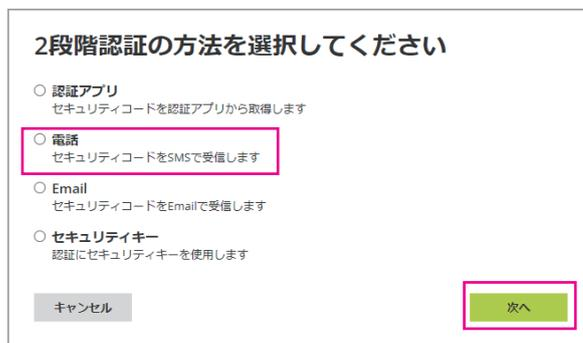 2段階認証の方法を選択してください
認証アプリ
セキュリティコードを認証アプリから取得します
電話
セキュリティコードをSMSで受信します
Email
セキュリティコードをEmailで受信します
セキュリティキー
認証にセキュリティキーを使用します
キャンセル
次へ